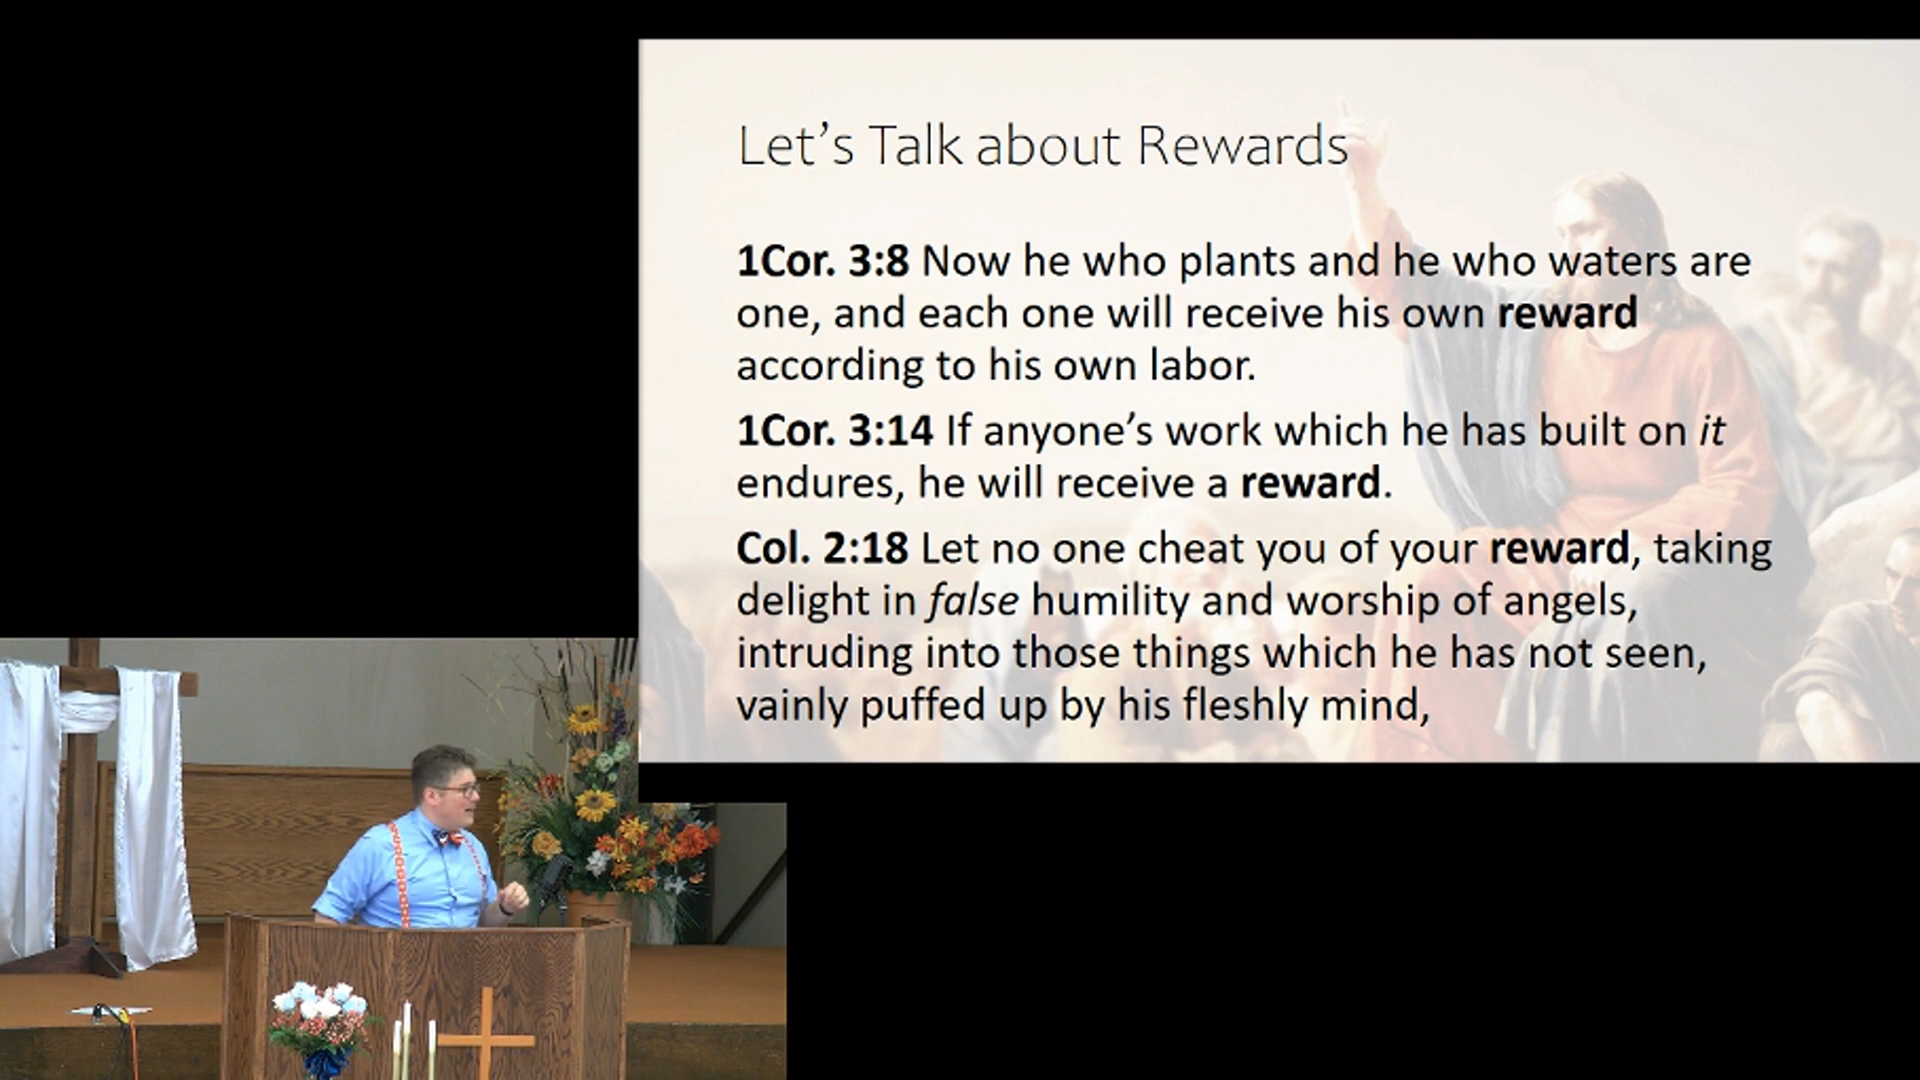 Let's Talk about Rewards
1Cor. 3:8 Now he who plants and he who waters are
one, and each one will receive his own reward
according to his own labor.
1Cor. 3:14 If anyone's work which he has built on it
endures, he will receive a reward.
Col. 2:18 Let no one cheat you of your reward, taking
delight in false humility and worship of angels,
intruding into those things which he has not seen,
vainly puffed up by his fleshly mind,